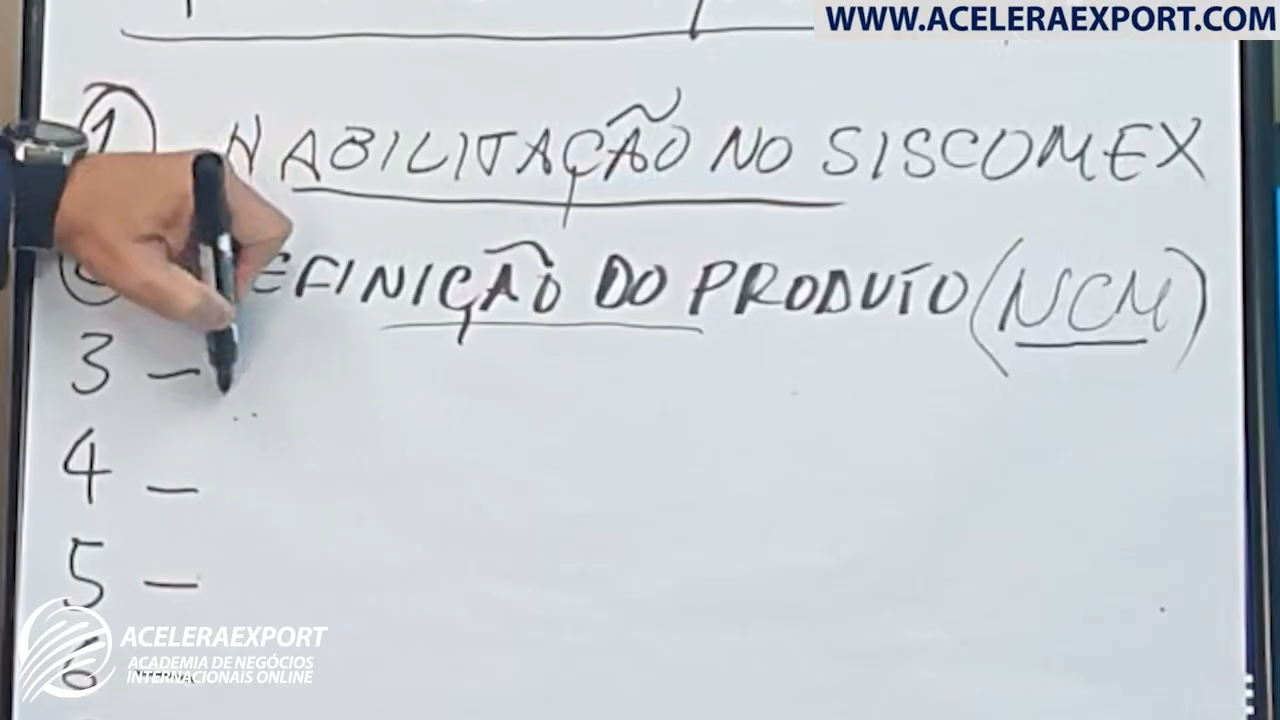 WWW.ACELERAEXPORT.COM
1 HABILITAÇÃO NO SISCOMEX
EFINIÇÃO DO PRODUTO (NCM)
3 -
4 -
5 -
6 -
ACELERAEXPORT
ACADEMIA DE NEGÓCIOS
INTERNACIONAIS ONLINE